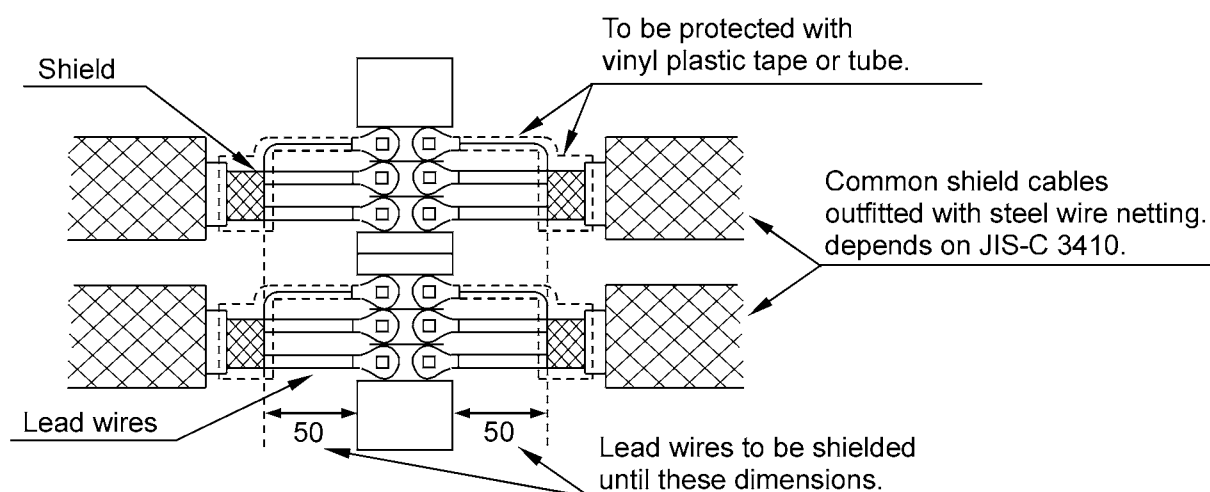 To be protected with
vinyl plastic tape or tube.
Shield
Common shield cables
outfitted with steel wire netting.
depends on JIS-C 3410.
Lead wires
50
50
Lead wires to be shielded
until these dimensions.